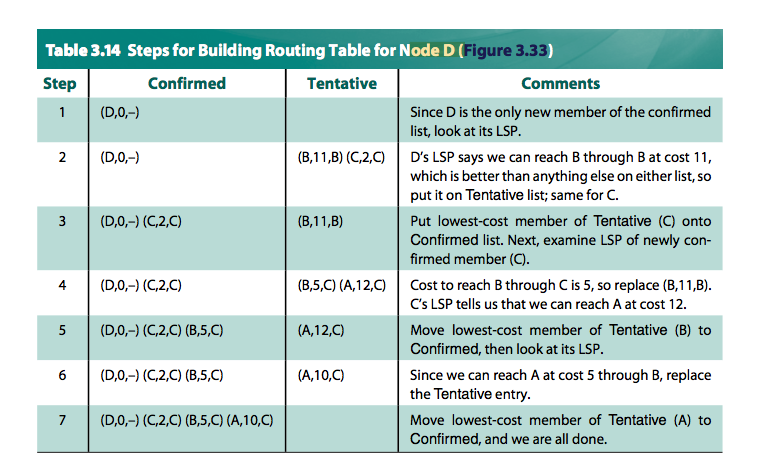 Table 3.14 Steps for Building Routing Table for Node D (Figure 3.33)
Step Confirmed Tentative Comments
1 (D,0,–) Since D is the only new member of the confirmed
list, look at its LSP.
2 (D,0,–) (B,11,B) (C,2,C) D's LSP says we can reach B through B at cost 11,
which is better than anything else on either list, so
put it on Tentative list; same for C.
3 (D,0,–) (C,2,C) (B,11,B) Put lowest-cost member of Tentative (C) onto
Confirmed list. Next, examine LSP of newly con-
firmed member (C).
4 (D,0,–) (C,2,C) (B,5,C) (A,12,C) Cost to reach B through C is 5, so replace (B,11,B).
C's LSP tells us that we can reach A at cost 12.
5 (D,0,–) (C,2,C) (B,5,C) (A,12,C) Move lowest-cost member of Tentative (B) to
Confirmed, then look at its LSP.
6 (D,0,–) (C,2,C) (B,5,C) (A,10,C) Since we can reach A at cost 5 through B, replace
the Tentative entry.
7 (D,0,–) (C,2,C) (B,5,C) (A,10,C) Move lowest-cost member of Tentative (A) to
Confirmed, and we are all done.